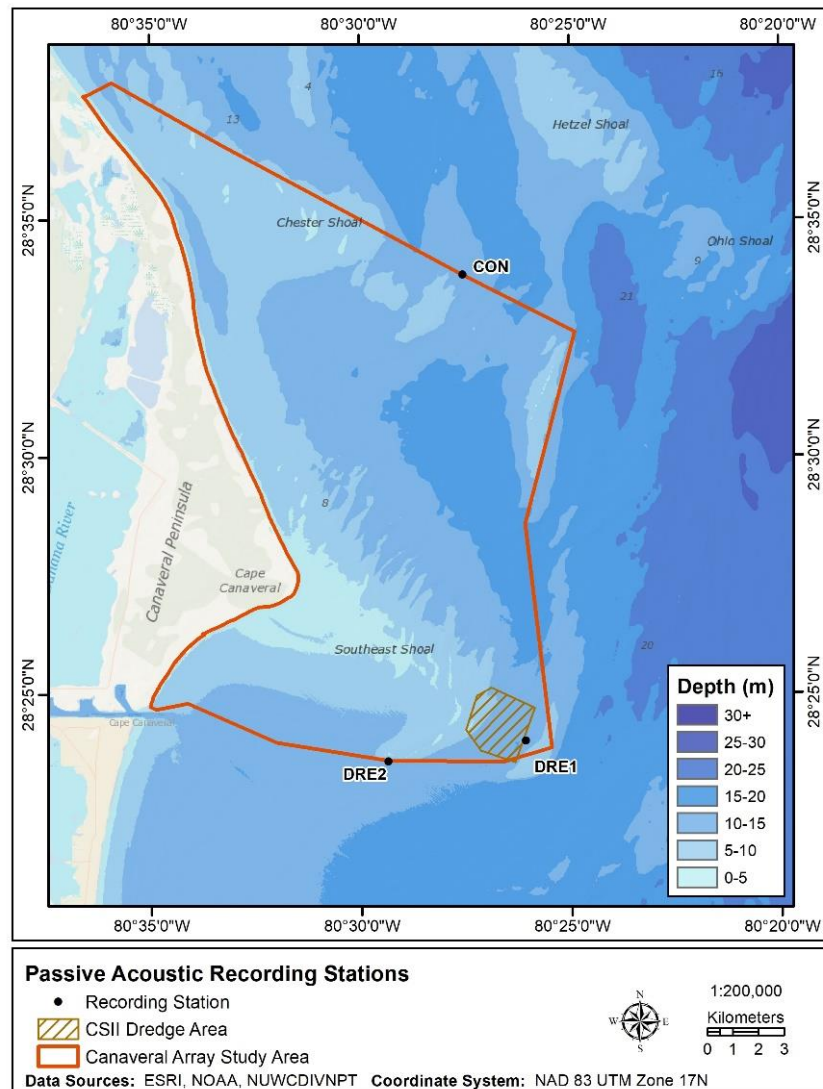 80°35'0"W 80°30'0"W 80°25'0"W 80°20'0"W
16
4
13
Hetzel Shoal
28°35'0"N 28°35'0"N
Chester Shoal
Ohio Shoal
9
CON
21
28°30'0"N 28°30'0"N
8
Canaveral Peninsula
Cape
Canaveral
Southeast Shoal
20
28°25'0"N 28°25'0"N
Cape Canaveral
DRE1
DRE2
Depth (m)
30+
25-30
20-25
15-20
10-15
5-10
0-5
80°35'0"W 80°30'0"W 80°25'0"W 80°20'0"W
Passive Acoustic Recording Stations
Recording Station
CSII Dredge Area
Canaveral Array Study Area
N
W E
S
1:200,000
Kilometers
0 1 2 3
Data Sources: ESRI, NOAA, NUWCDIVNPT Coordinate System: NAD 83 UTM Zone 17N